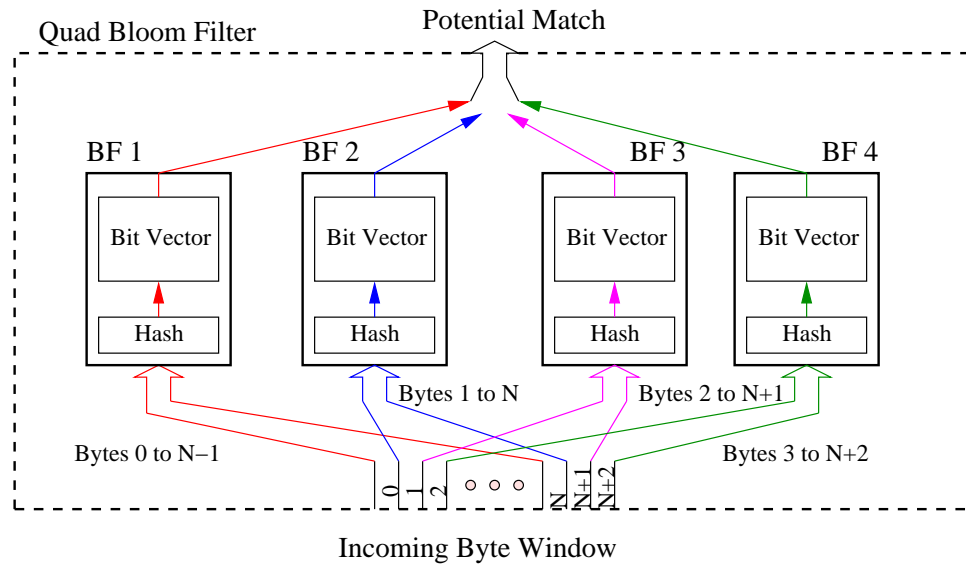 Potential Match
Quad Bloom Filter
BF 1
BF 2
BF 3
BF 4
Bit Vector
Bit Vector
Bit Vector
Bit Vector
Hash
Hash
Hash
Hash
Bytes 1 to N
Bytes 2 to N+1
Bytes 0 to N−1
Bytes 3 to N+2
0
1
2
N
N+1
N+2
Incoming Byte Window